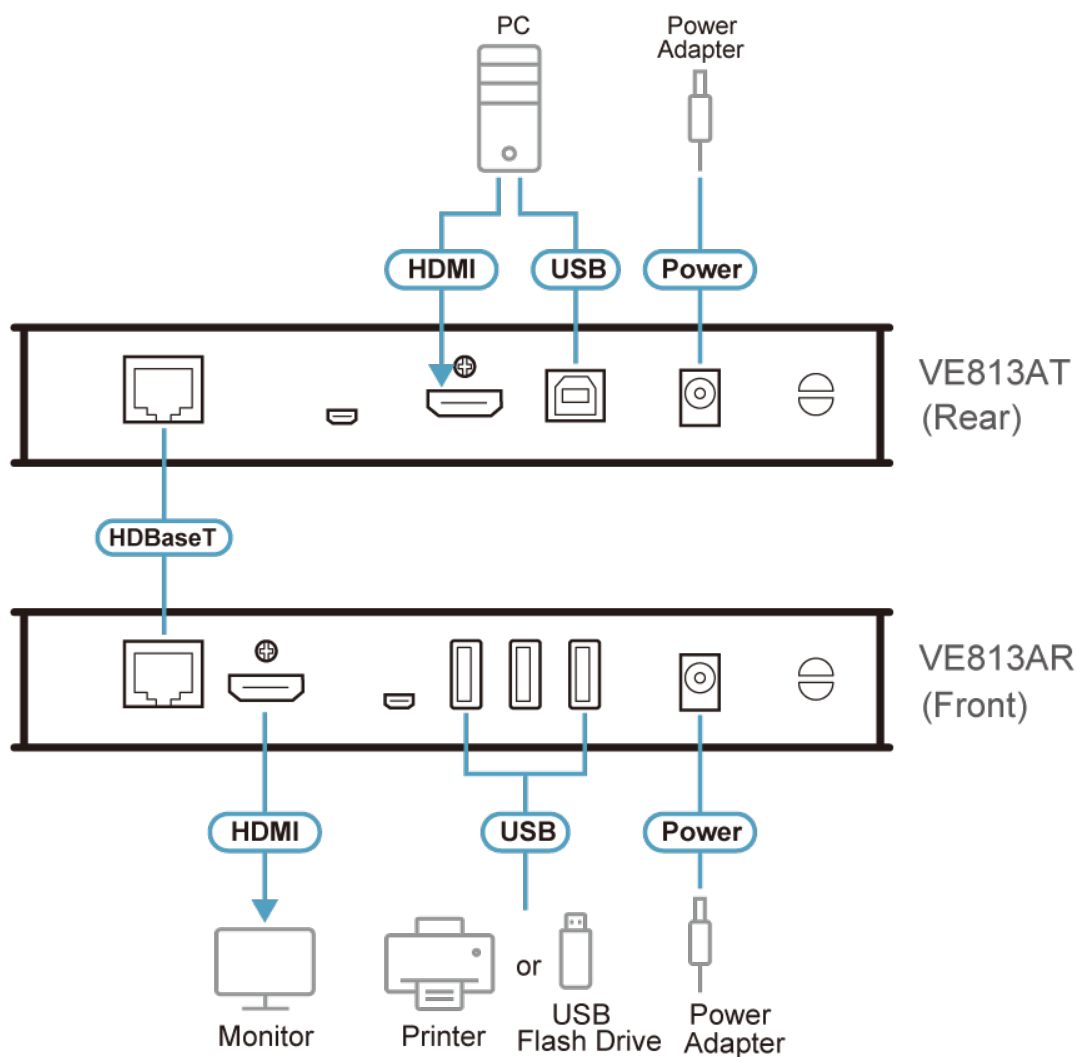 PC
Power
Adapter
HDMI
USB
Power
VE813AT
(Rear)
HDBaseT
VE813AR
(Front)
HDMI
USB
Power
Monitor
Printer
or
USB
Flash Drive
Power
Adapter